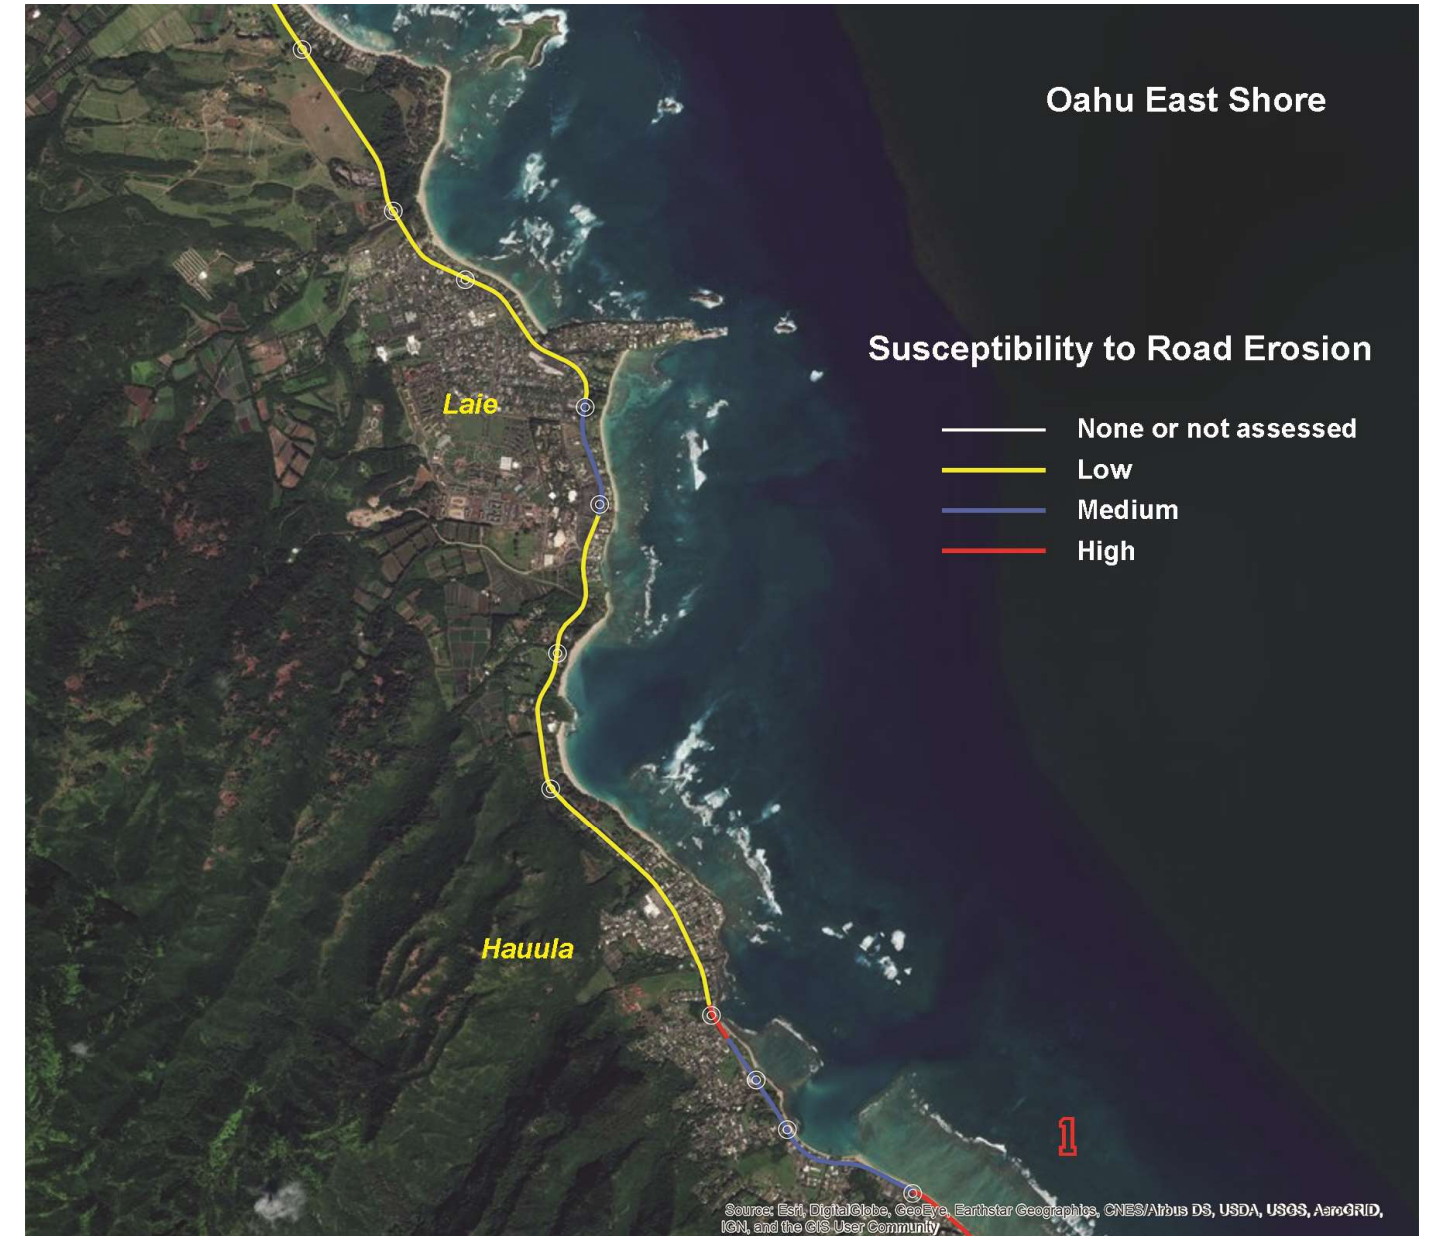 Oahu East Shore
Susceptibility to Road Erosion
None or not assessed
Low
Medium
High
Laie
Hauula
1
Source: Esri, DigitalGlobe, GeoEye, Earthstar Geographics, CNES/Airbus DS, USDA, USGS, AeroGRID,
IGN, and the GIS User Community